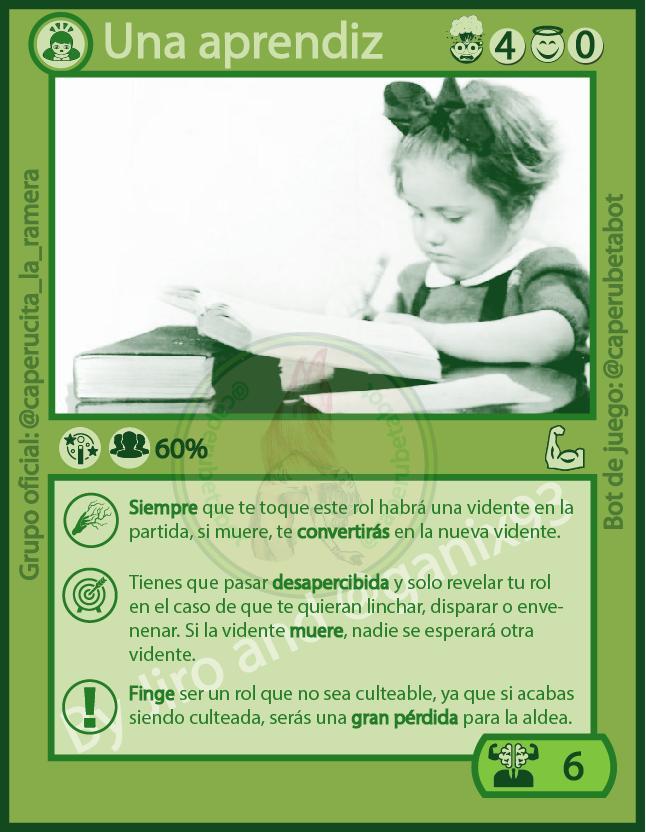 Una aprendiz
4
0
Grupo oficial: @caperucita_la_ramera
Bot de juego: @caperubetabot
60%
Siempre que te toque este rol habrá una vidente en la
partida, si muere, te convertirás en la nueva vidente.
Tienes que pasar desapercibida y solo revelar tu rol
en el caso de que te quieran linchar, disparar o enve-
nenar. Si la vidente muere, nadie se esperará otra
vidente.
Finge ser un rol que no sea culteable, ya que si acabas
siendo culteada, serás una gran pérdida para la aldea.
By Jiro and @ganix93
6